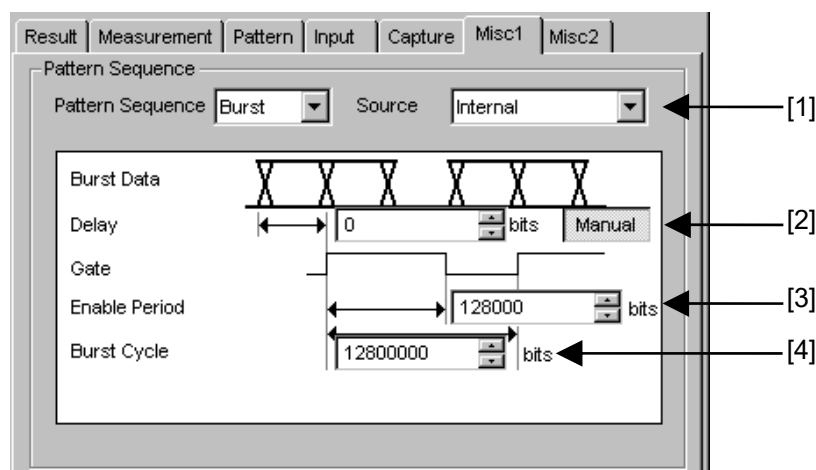 Result Measurement Pattern Input Capture Misc1 Misc2
Pattern Sequence
Pattern Sequence Burst Source Internal [1]
Burst Data
Delay 0 bits Manual [2]
Gate
Enable Period 128000 bits [3]
Burst Cycle 12800000 bits [4]